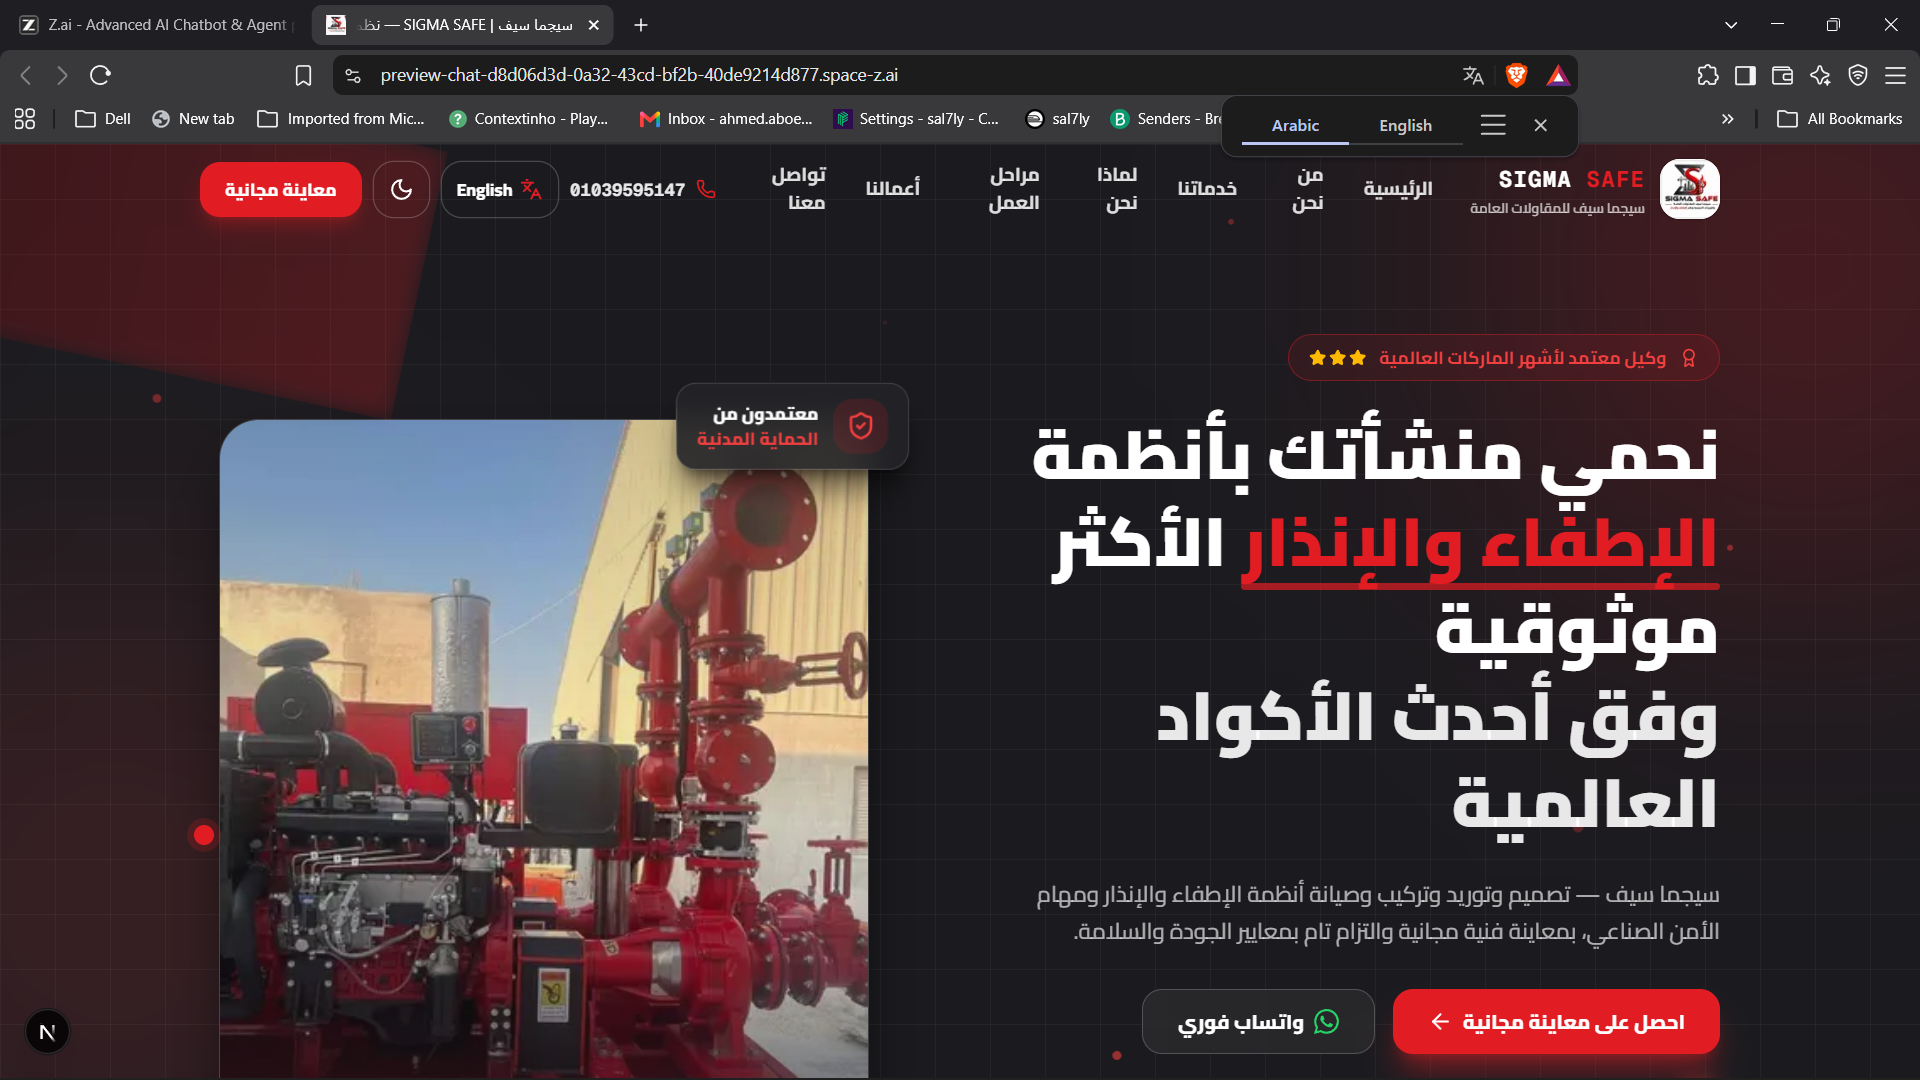 Z.ai - Advanced AI Chatbot & Agent
سيجما سيف | SIGMA SAFE — نظ
preview-chat-d8d06d3d-0a32-43cd-bf2b-40de9214d877.space-z.ai
Dell
New tab
Imported from Mic...
Contextinho - Play...
Inbox - ahmed.aboe...
Settings - sal7ly - C...
sal7ly
Senders - Bre
All Bookmarks
Arabic
English
SIGMA SAFE
سيجما سيف للمقاولات العامة
الرئيسية
من نحن
خدماتنا
لماذا نحن
مراحل العمل
أعمالنا
تواصل معنا
01039595147
English
معاينة مجانية
وكيل معتمد لأشهر الماركات العالمية
نحمي منشأتك بأنظمة
الإطفاء والإنذار الأكثر
موثوقية
وفق أحدث الأكواد
العالمية
سيجما سيف — تصميم وتوريد وتركيب وصيانة أنظمة الإطفاء والإنذار ومهام
الأمن الصناعي، بمعاينة فنية مجانية والتزام تام بمعايير الجودة والسلامة.
احصل على معاينة مجانية
واتساب فوري
معتمدون من
الحماية المدنية
N